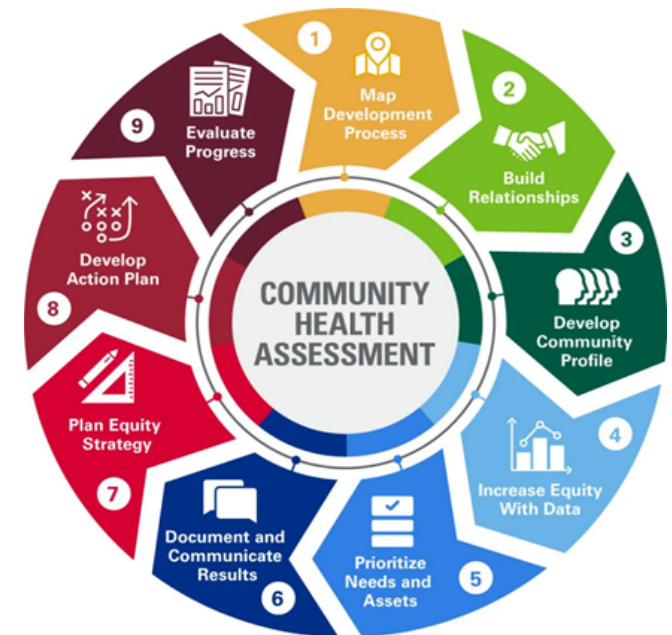 1
Map
Development
Process
2
Build
Relationships
3
Develop
Community
Profile
4
Increase Equity
With Data
5
Prioritize
Needs and
Assets
6
Document and
Communicate
Results
7
Plan Equity
Strategy
8
Develop
Action Plan
9
Evaluate
Progress
COMMUNITY
HEALTH
ASSESSMENT